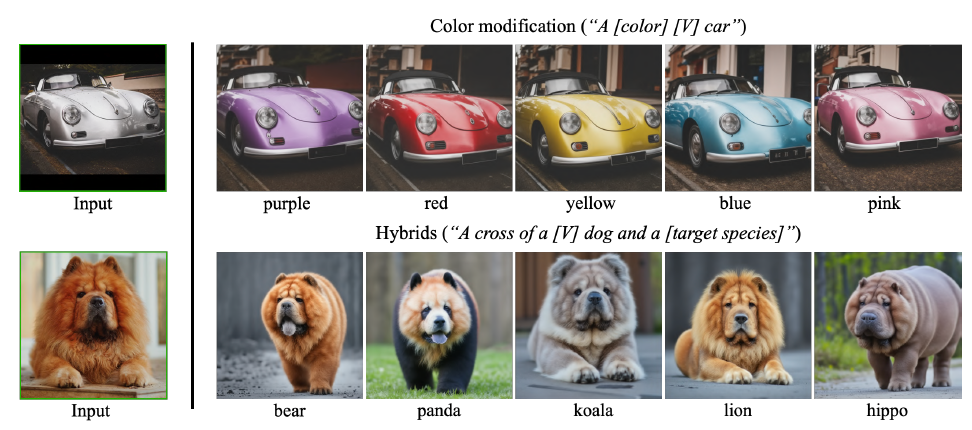 Color modification (“A [color] [V] car”)
Input
purple
red
yellow
blue
pink
Hybrids (“A cross of a [V] dog and a [target species]”)
Input
bear
panda
koala
lion
hippo